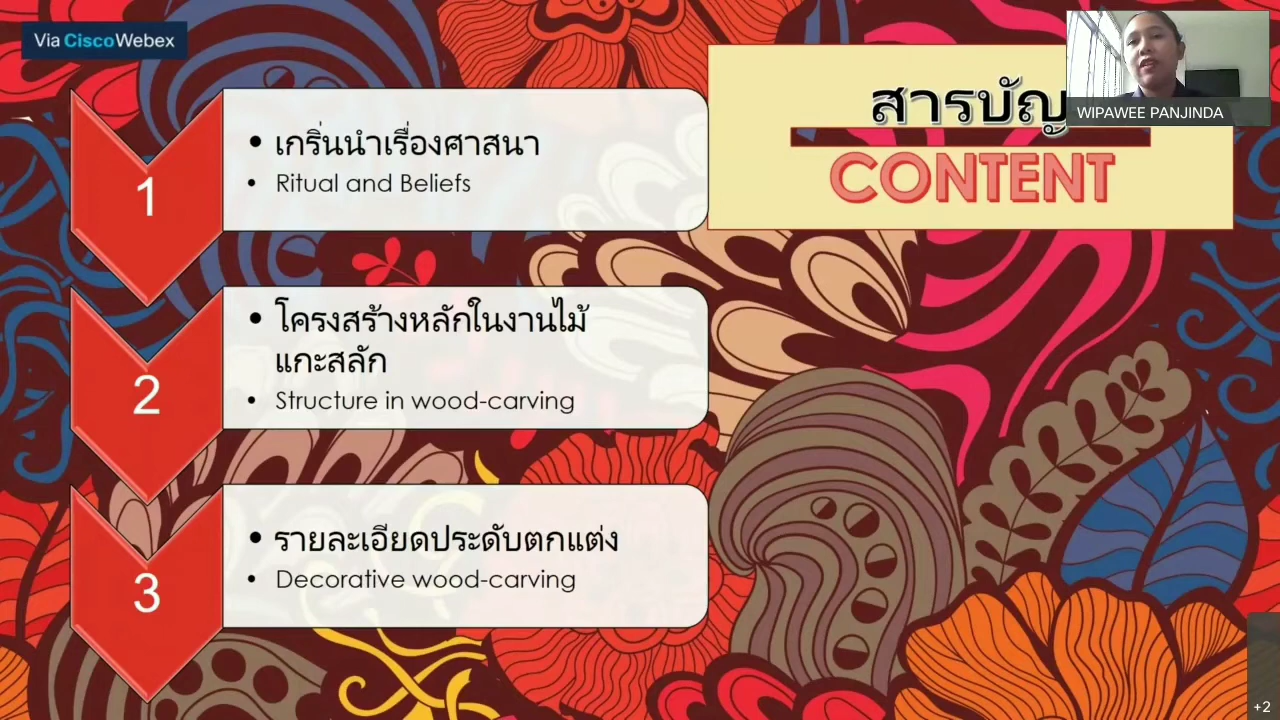 Via Cisco Webex
สารบัญ
CONTENT
WIPAWEE PANJINDA
1
• เกริ่นนำเรื่องศาสนา
• Ritual and Beliefs
2
• โครงสร้างหลักในงานไม้
แกะสลัก
• Structure in wood-carving
3
• รายละเอียดประดับตกแต่ง
• Decorative wood-carving
+2